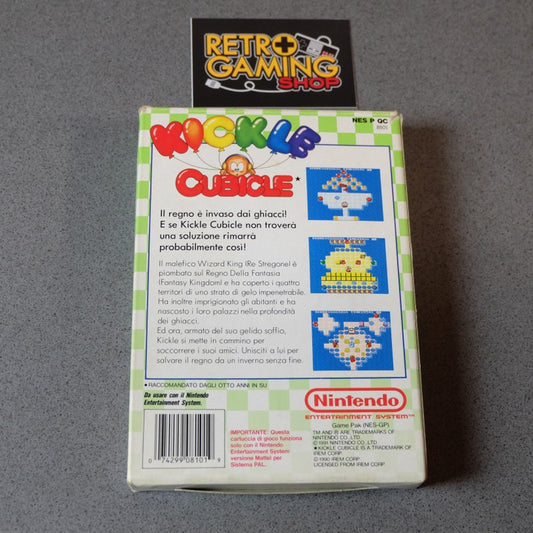 RETRO
GAMING
SHOP
NES P QC
KICKLE
CUBICLE*
Il regno è invaso dai ghiacci!
E se Kickle Cubicle non troverà
una soluzione rimarrà
probabilmente così!
Il malefico Wizard King (Re Stregone) è
piombato sul Regno Della Fantasia
(Fantasy Kingdom) e ha coperto i quattro
territori di uno strato di gelo impenetrabile.
Ha inoltre imprigionato gli abitanti e ha
nascosto i loro palazzi nella profondità
dei ghiacci.
Ed ora, armato del suo gelido soffio,
Kickle si mette in cammino per
soccorrere i suoi amici. Unisciti a lui per
salvare il regno da un inverno senza fine.
• RACCOMANDATO DAGLI OTTO ANNI IN SU
Da usare con il Nintendo
Entertainment System.
0 74299 08101 9
IMPORTANTE: Questa
cartuccia di gioco funziona
solo con il Nintendo
Entertainment System
versione Mattel per
Sistema PAL.
Nintendo
ENTERTAINMENT SYSTEM™
Game Pak (NES-GP)
TM AND ® ARE TRADEMARKS OF
NINTENDO CO., LTD.
© 1991 NINTENDO CO., LTD.
*KICKLE CUBICLE IS A TRADEMARK OF
IREM CORP.
© 1990 IREM CORP.
LICENSED FROM IREM CORP.